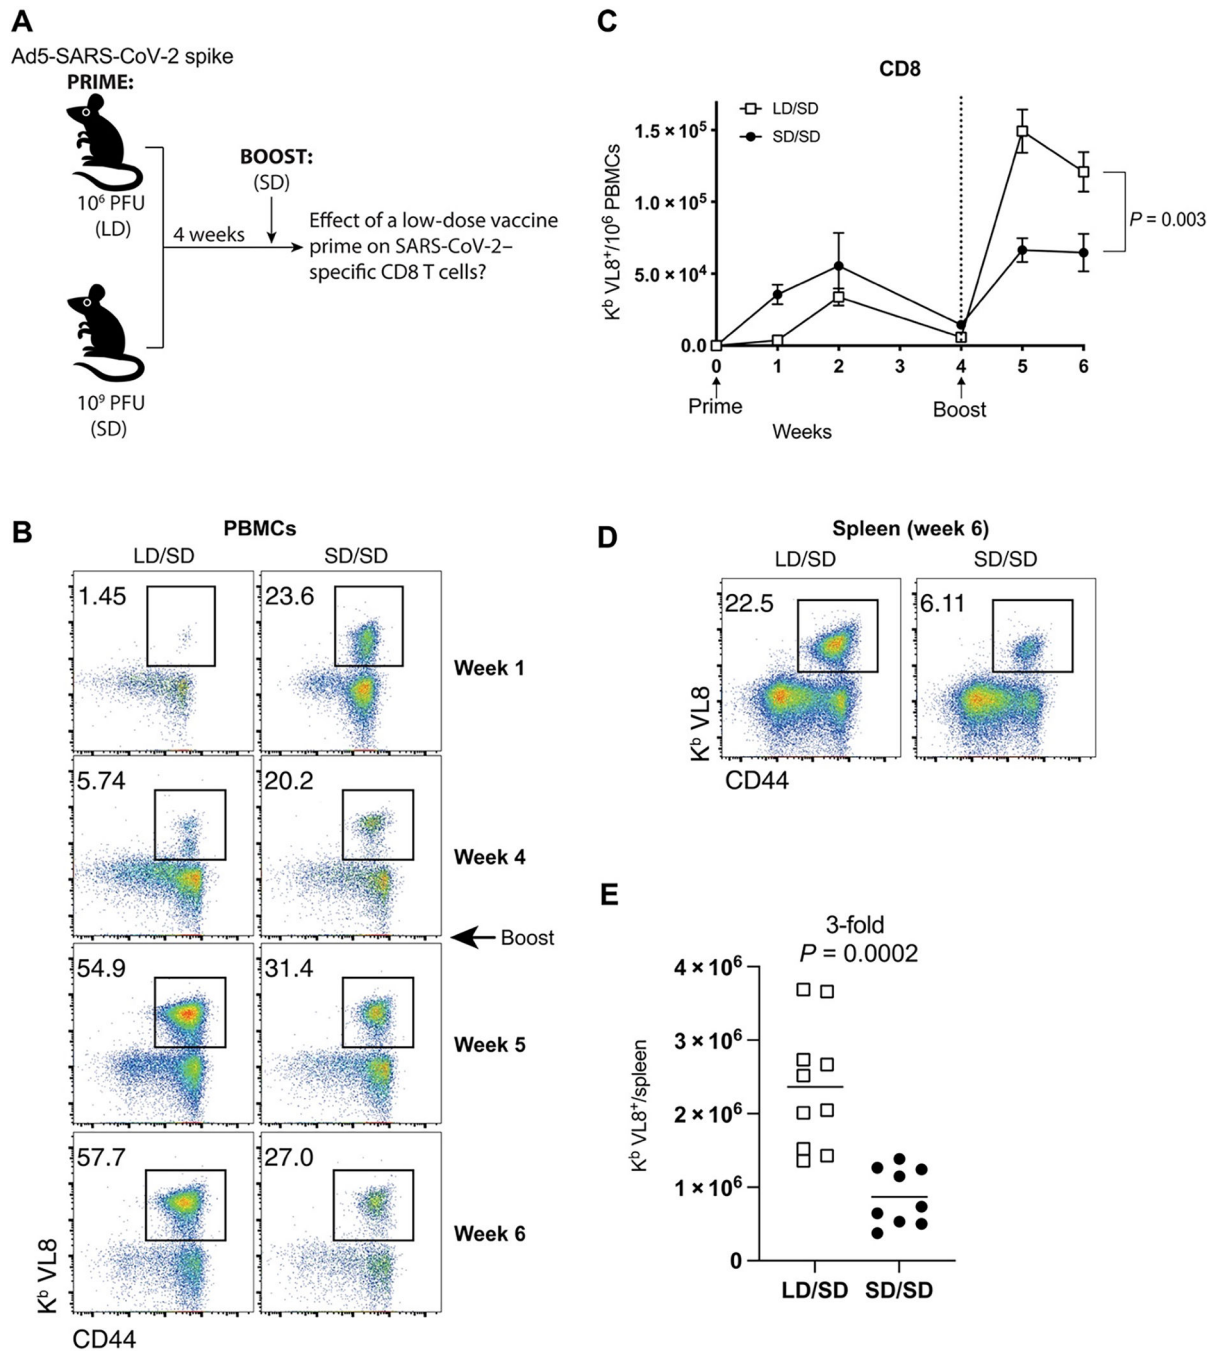 A
Ad5-SARS-CoV-2 spike
PRIME:
10⁶ PFU
(LD)
4 weeks
BOOST:
(SD)
Effect of a low-dose vaccine
prime on SARS-CoV-2–
specific CD8 T cells?
10⁹ PFU
(SD)
C
CD8
LD/SD
SD/SD
Kᵇ VL8⁺/10⁶ PBMCs
1.5 × 10⁵
1.0 × 10⁵
5.0 × 10⁴
0.0
P = 0.003
0 1 2 3 4 5 6
Prime
Boost
Weeks
B
PBMCs
LD/SD SD/SD
1.45 23.6
Week 1
5.74 20.2
Week 4
Boost
54.9 31.4
Week 5
57.7 27.0
Week 6
Kᵇ VL8
CD44
D
Spleen (week 6)
LD/SD SD/SD
22.5 6.11
Kᵇ VL8
CD44
E
3-fold
P = 0.0002
Kᵇ VL8⁺/spleen
4 × 10⁶
3 × 10⁶
2 × 10⁶
1 × 10⁶
0
LD/SD SD/SD